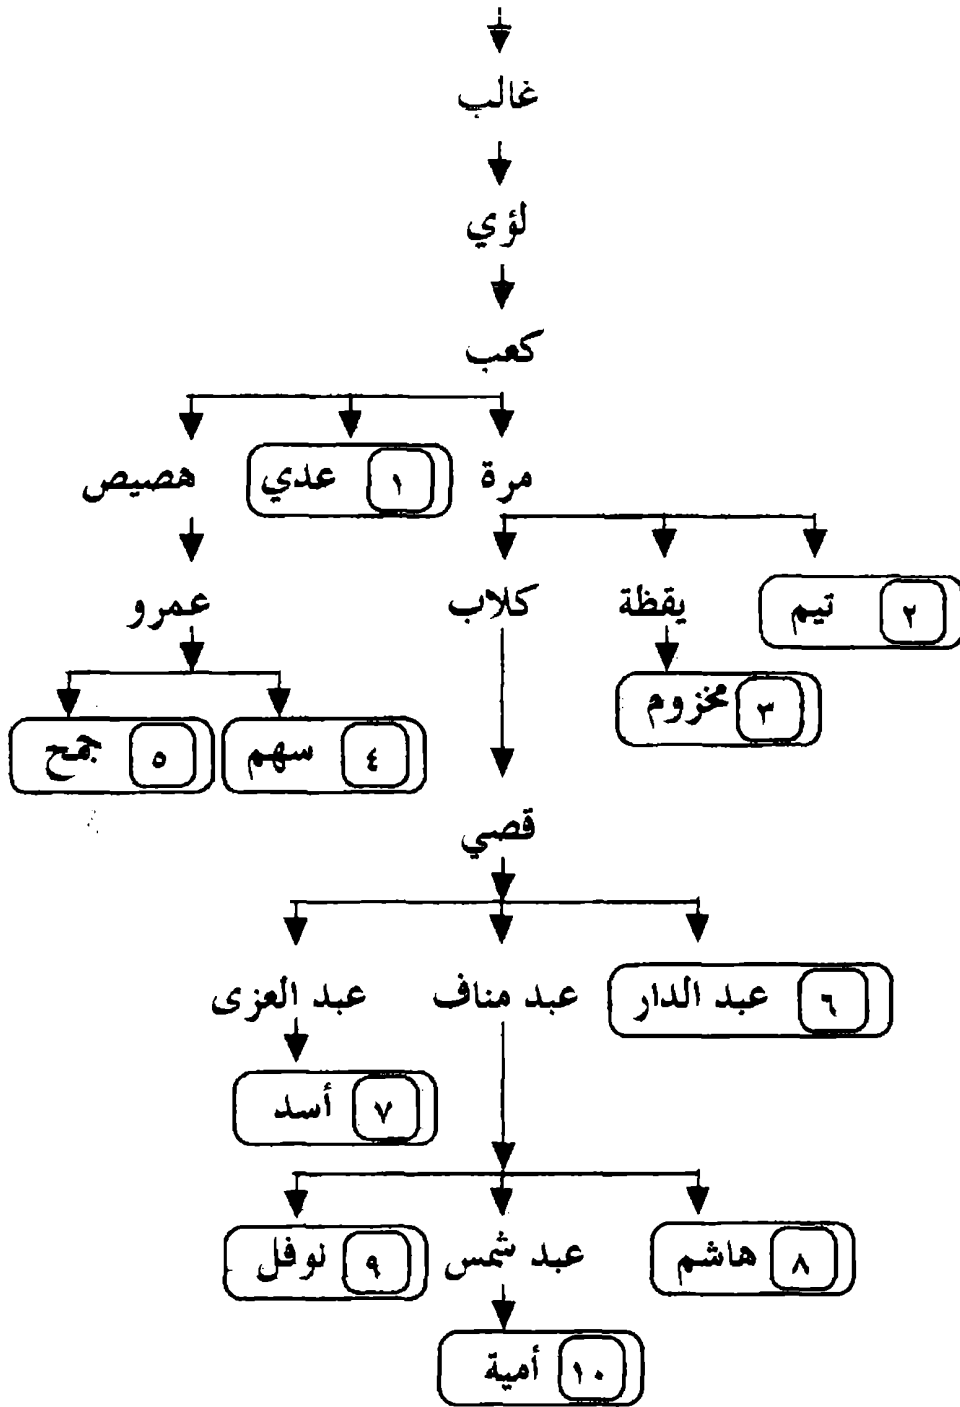 غالب
لؤي
كعب
مرة
١ عدي
هصيص
٢ تيم
يقظة
كلاب
عمرو
٣ مخزوم
٤ سهم
٥ جمح
قصي
٦ عبد الدار
عبد مناف
عبد العزى
٧ أسد
٨ هاشم
عبد شمس
٩ نوفل
١٠ أمية